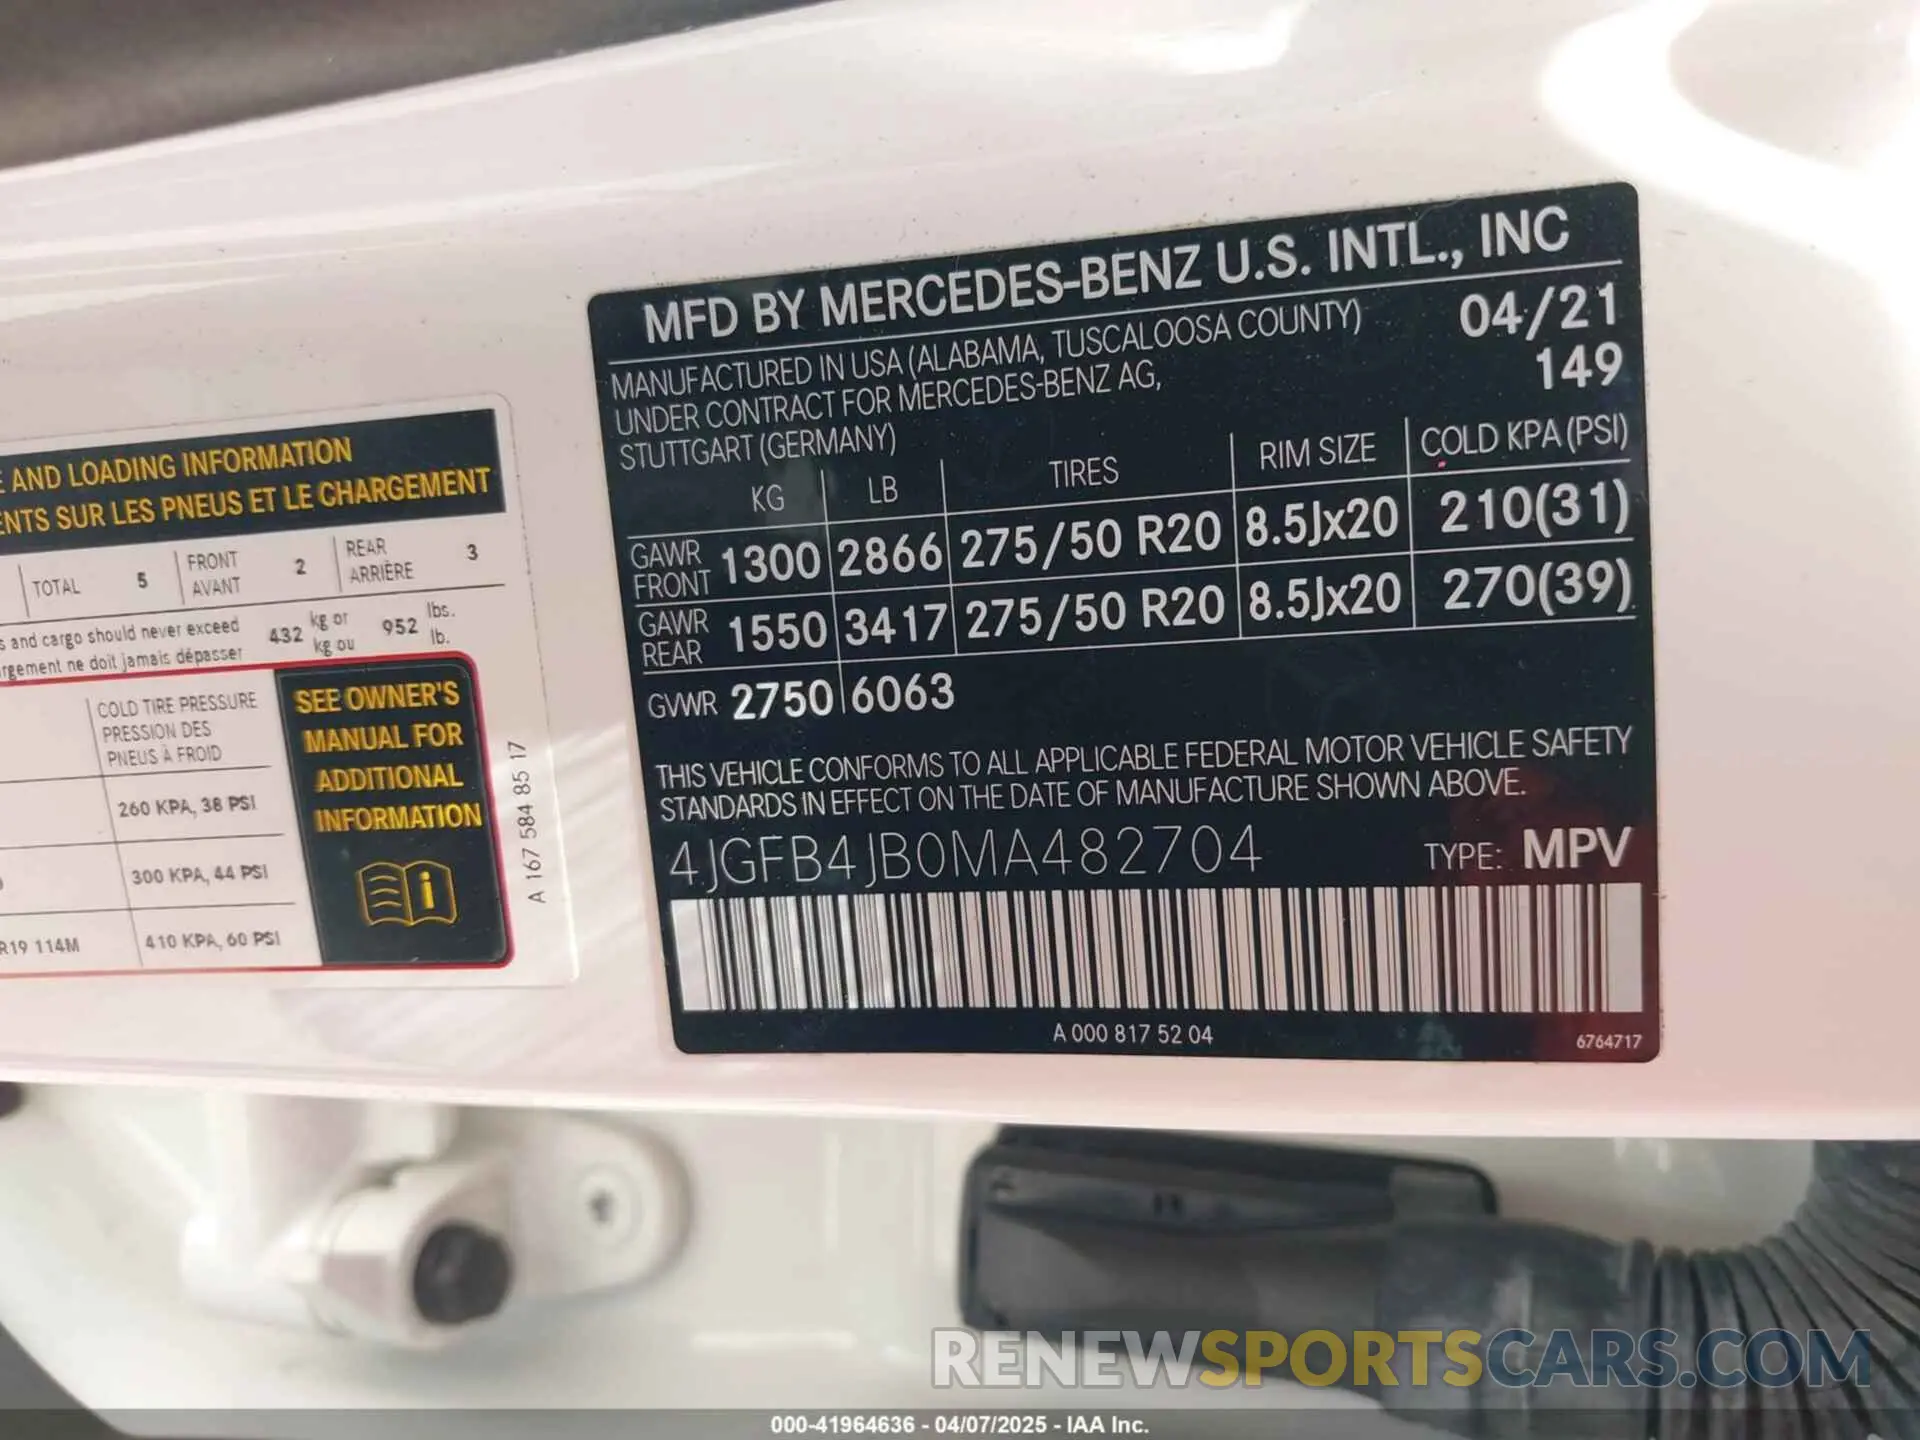 AND LOADING INFORMATION
ENTS SUR LES PNEUS ET LE CHARGEMENT
TOTAL 5 FRONT AVANT 2 REAR ARRIÈRE 3
s and cargo should never exceed 432 kg or 952 lbs.
rgement ne doit jamais dépasser kg ou lb.
COLD TIRE PRESSURE
PRESSION DES
PNEUS À FROID
260 KPA, 38 PSI
300 KPA, 44 PSI
R19 114M 410 KPA, 60 PSI
SEE OWNER'S
MANUAL FOR
ADDITIONAL
INFORMATION
A 167 584 85 17
MFD BY MERCEDES-BENZ U.S. INTL., INC
MANUFACTURED IN USA (ALABAMA, TUSCALOOSA COUNTY) 04/21
UNDER CONTRACT FOR MERCEDES-BENZ AG, 149
STUTTGART (GERMANY)
KG LB TIRES RIM SIZE COLD KPA (PSI)
GAWR FRONT 1300 2866 275/50 R20 8.5Jx20 210(31)
GAWR REAR 1550 3417 275/50 R20 8.5Jx20 270(39)
GVWR 2750 6063
THIS VEHICLE CONFORMS TO ALL APPLICABLE FEDERAL MOTOR VEHICLE SAFETY
STANDARDS IN EFFECT ON THE DATE OF MANUFACTURE SHOWN ABOVE.
4JGFB4JB0MA482704 TYPE: MPV
A 000 817 52 04 6764717
RENEWSPORTSCARS.COM
000-41964636 - 04/07/2025 - IAA Inc.